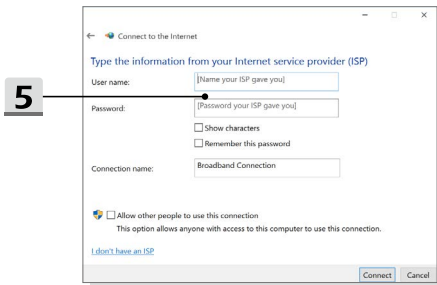 Connect to the Internet
Type the information from your Internet service provider (ISP)
User name:
[Name your ISP gave you]
5
Password:
[Password your ISP gave you]
Show characters
Remember this password
Connection name:
Broadband Connection
Allow other people to use this connection
This option allows anyone with access to this computer to use this connection.
I don't have an ISP
Connect
Cancel